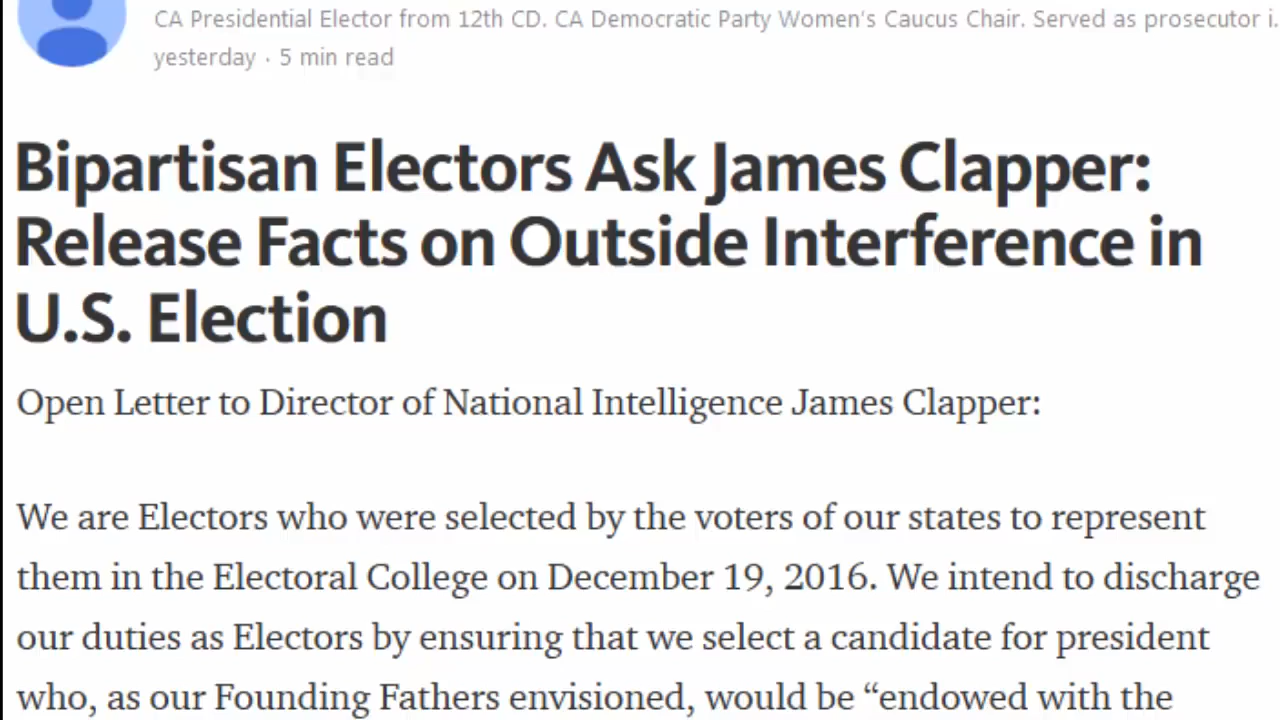 CA Presidential Elector from 12th CD. CA Democratic Party Women's Caucus Chair. Served as prosecutor i.
yesterday · 5 min read
Bipartisan Electors Ask James Clapper:
Release Facts on Outside Interference in
U.S. Election
Open Letter to Director of National Intelligence James Clapper:
We are Electors who were selected by the voters of our states to represent
them in the Electoral College on December 19, 2016. We intend to discharge
our duties as Electors by ensuring that we select a candidate for president
who, as our Founding Fathers envisioned, would be “endowed with the